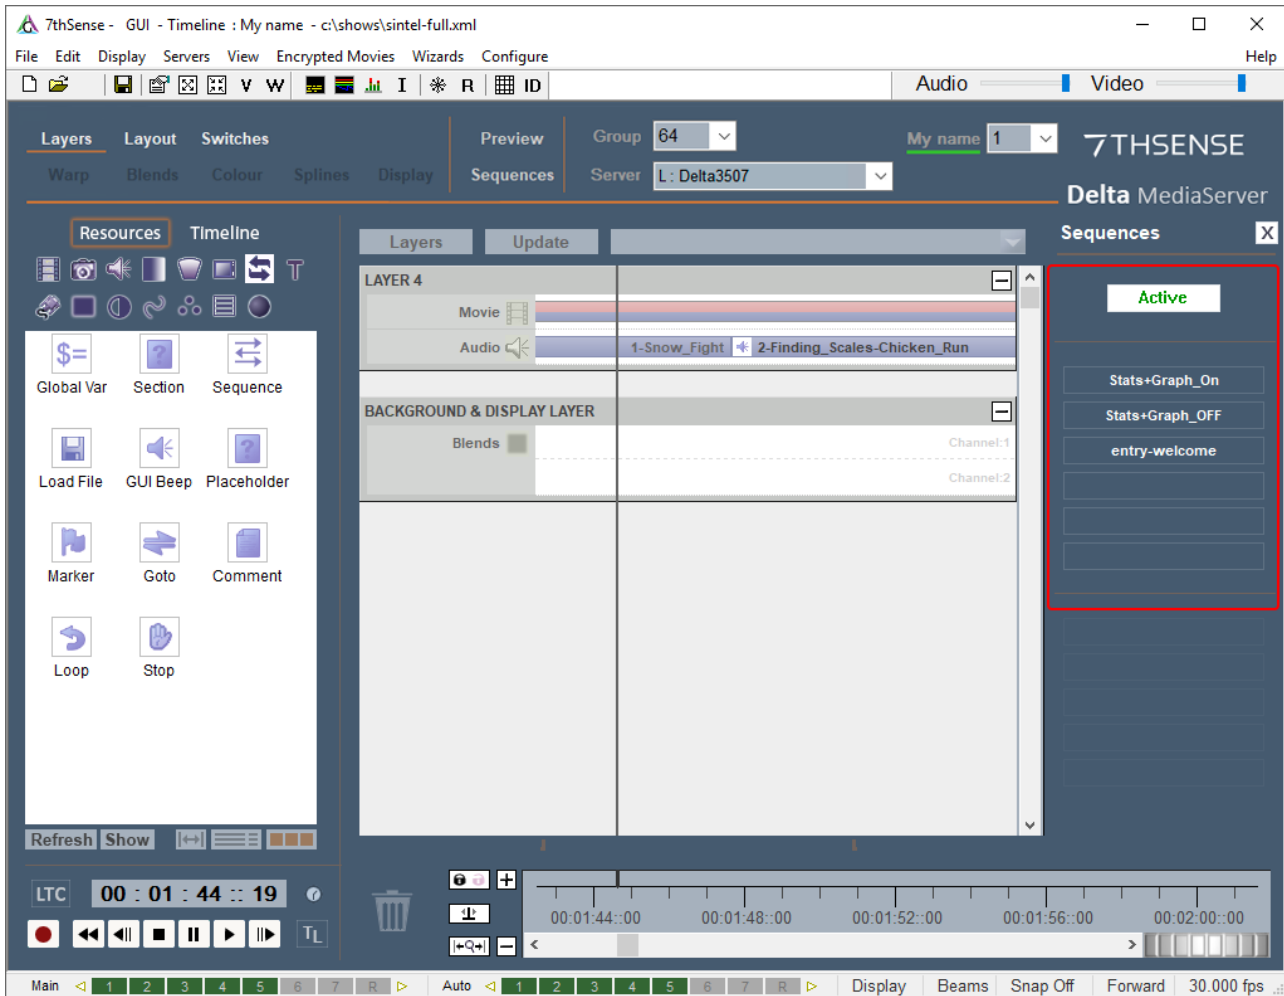 7thSense - GUI - Timeline : My name - c:\shows\sintel-full.xml
File Edit Display Servers View Encrypted Movies Wizards Configure Help
V W I R ID Audio Video
Layers Layout Switches Preview Group 64 My name 1 7THSENSE
Warp Blends Colour Splines Display Sequences Server L : Delta3507
Delta MediaServer
Resources Timeline Sequences X
Layers Update
T
LAYER 4
Active
Movie
Audio 1-Snow_Fight 2-Finding_Scales-Chicken_Run
$= ?
Global Var Section Sequence
Stats+Graph_On
BACKGROUND & DISPLAY LAYER
Stats+Graph_OFF
Blends Channel:1
entry-welcome
?
Load File GUI Beep Placeholder
Channel:2
Marker Goto Comment
Loop Stop
Refresh Show
LTC 00 : 01 : 44 :: 19
TL
00:01:44::00 00:01:48::00 00:01:52::00 00:01:56::00 00:02:00::00
Main 1 2 3 4 5 6 7 R Auto 1 2 3 4 5 6 7 R Display Beams Snap Off Forward 30.000 fps